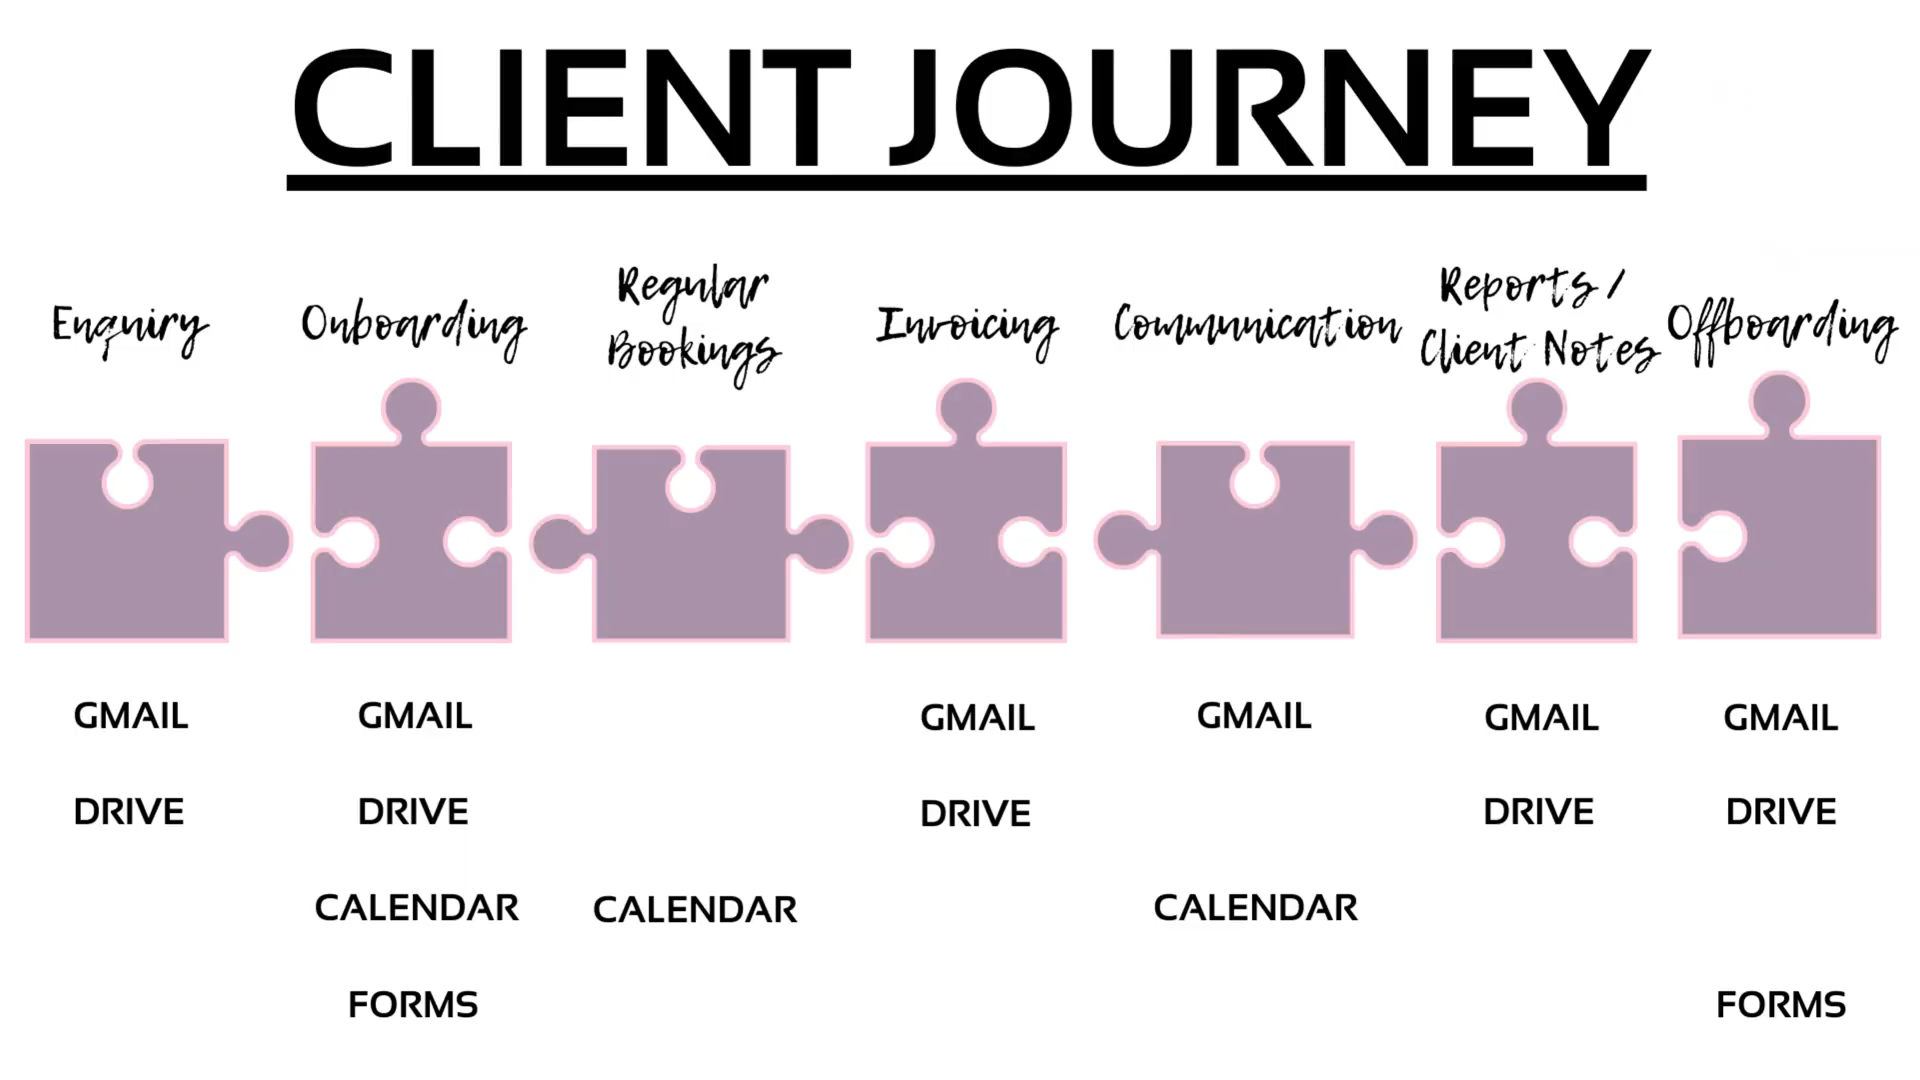 CLIENT JOURNEY
Enquiry
Onboarding
Regular
Bookings
Invoicing
Communication
Reports /
Client Notes
Offboarding
GMAIL
DRIVE
GMAIL
DRIVE
CALENDAR
FORMS
CALENDAR
GMAIL
DRIVE
GMAIL
CALENDAR
GMAIL
DRIVE
GMAIL
DRIVE
FORMS